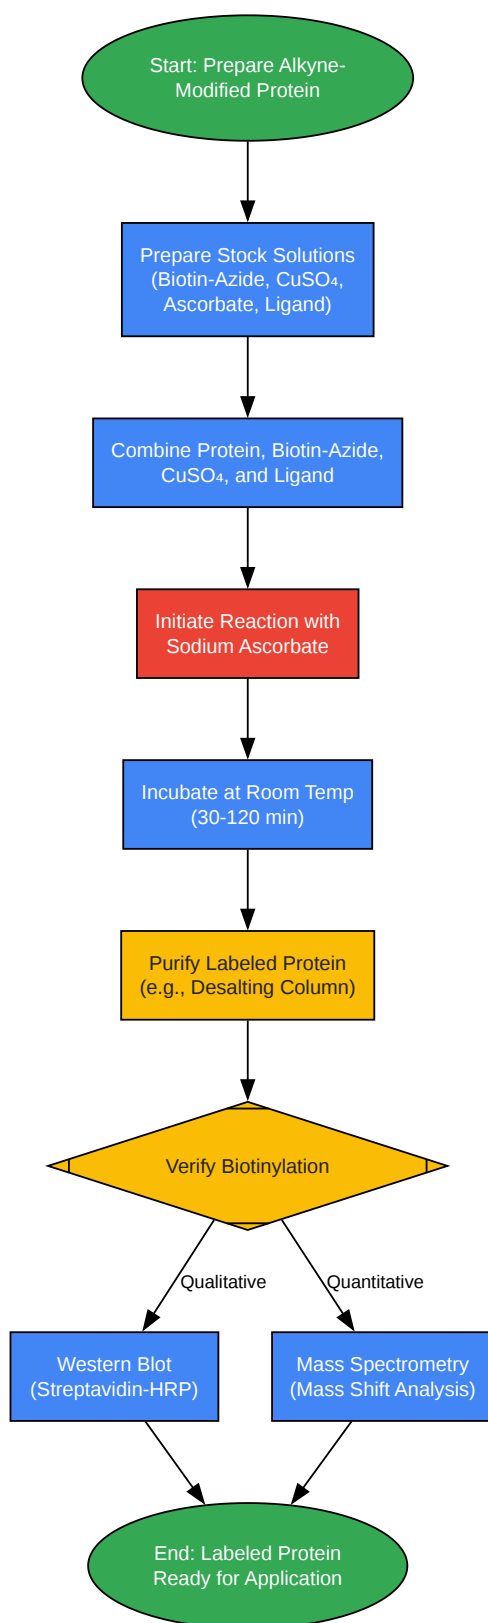 Start: Prepare Alkyne-
Modified Protein
Prepare Stock Solutions
(Biotin-Azide, CuSO₄,
Ascorbate, Ligand)
Combine Protein, Biotin-Azide,
CuSO₄, and Ligand
Initiate Reaction with
Sodium Ascorbate
Incubate at Room Temp
(30-120 min)
Purify Labeled Protein
(e.g., Desalting Column)
Verify Biotinylation
Qualitative
Quantitative
Western Blot
(Streptavidin-HRP)
Mass Spectrometry
(Mass Shift Analysis)
End: Labeled Protein
Ready for Application